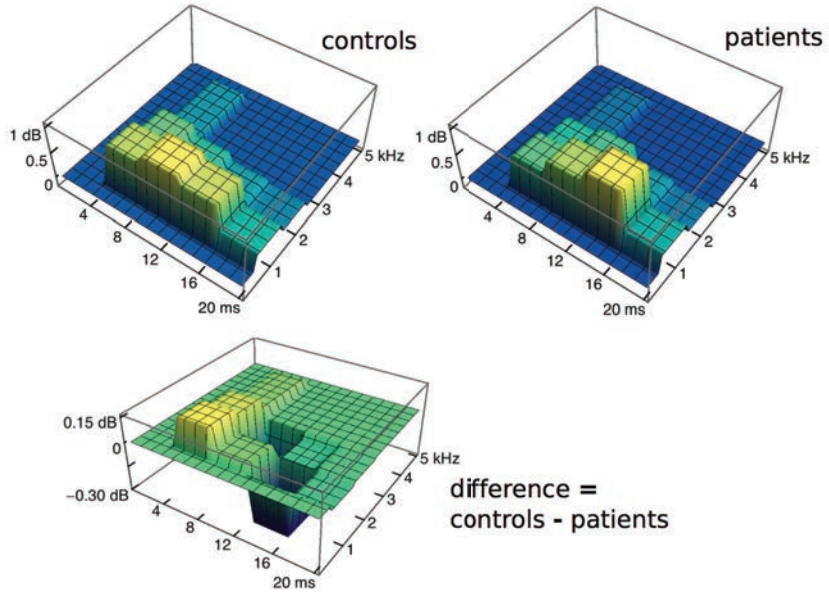 controls
1 dB
0.5
0
4
8
12
16
20 ms
1
2
3
4
5 kHz
patients
1 dB
0.5
0
4
8
12
16
20 ms
1
2
3
4
5 kHz
0.15 dB
0
−0.30 dB
4
8
12
16
20 ms
1
2
3
4
5 kHz
difference =
controls - patients